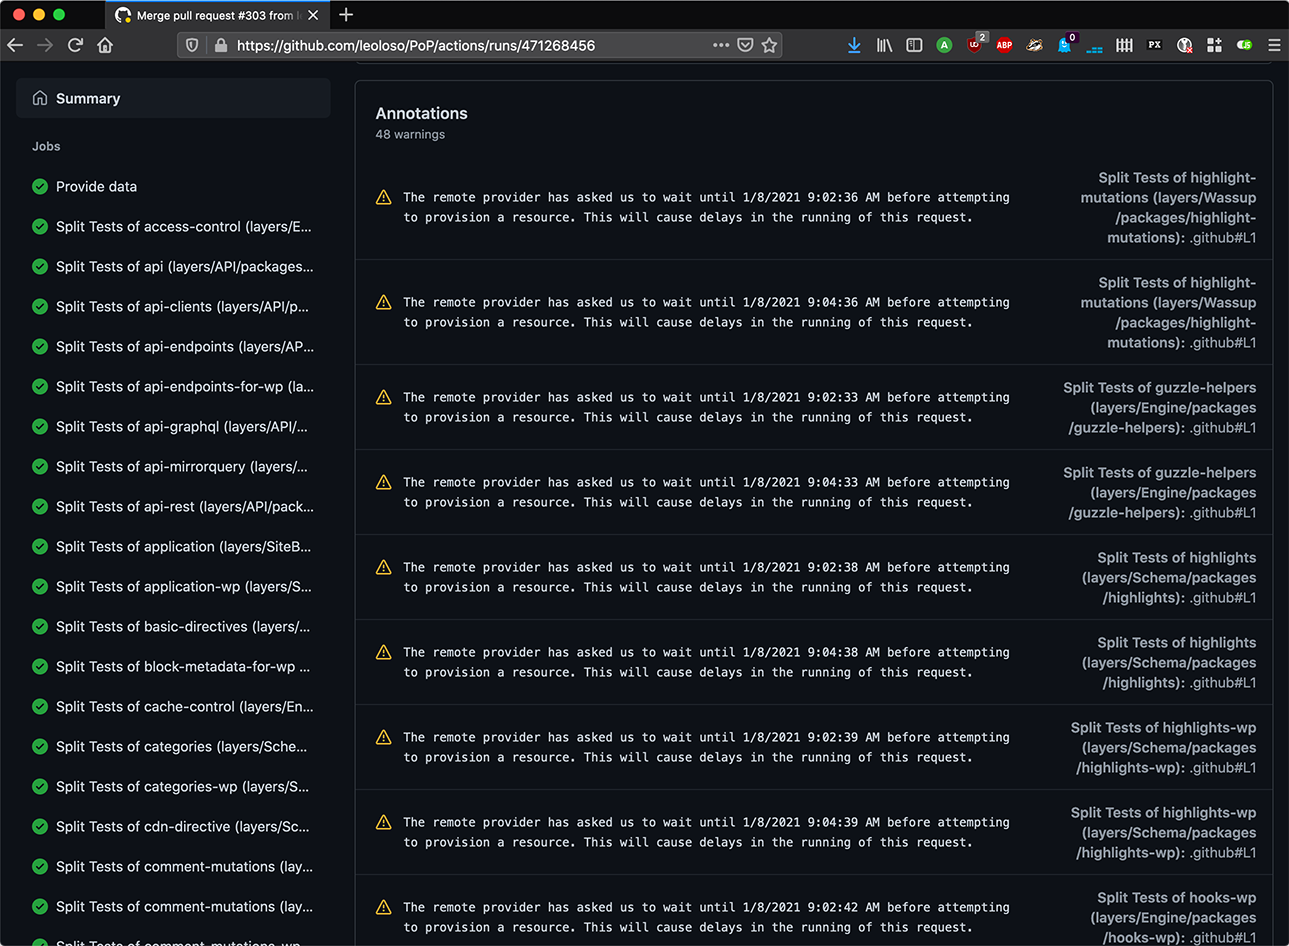 Merge pull request #303 from l
https://github.com/leoloso/PoP/actions/runs/471268456
A
UD
2
ABP
0
PX
Summary
Jobs
Provide data
Split Tests of access-control (layers/E...
Split Tests of api (layers/API/packages...
Split Tests of api-clients (layers/API/p...
Split Tests of api-endpoints (layers/AP...
Split Tests of api-endpoints-for-wp (la...
Split Tests of api-graphql (layers/API/...
Split Tests of api-mirrorquery (layers/...
Split Tests of api-rest (layers/API/pack...
Split Tests of application (layers/SiteB...
Split Tests of application-wp (layers/S...
Split Tests of basic-directives (layers/...
Split Tests of block-metadata-for-wp ...
Split Tests of cache-control (layers/En...
Split Tests of categories (layers/Sche...
Split Tests of categories-wp (layers/S...
Split Tests of cdn-directive (layers/Sc...
Split Tests of comment-mutations (lay...
Split Tests of comment-mutations (lay...
Split Tests of comment-mutations-wp
Annotations
48 warnings
The remote provider has asked us to wait until 1/8/2021 9:02:36 AM before attempting
to provision a resource. This will cause delays in the running of this request.
Split Tests of highlight-
mutations (layers/Wassup
/packages/highlight-
mutations): .github#L1
The remote provider has asked us to wait until 1/8/2021 9:04:36 AM before attempting
to provision a resource. This will cause delays in the running of this request.
Split Tests of highlight-
mutations (layers/Wassup
/packages/highlight-
mutations): .github#L1
The remote provider has asked us to wait until 1/8/2021 9:02:33 AM before attempting
to provision a resource. This will cause delays in the running of this request.
Split Tests of guzzle-helpers
(layers/Engine/packages
/guzzle-helpers): .github#L1
The remote provider has asked us to wait until 1/8/2021 9:04:33 AM before attempting
to provision a resource. This will cause delays in the running of this request.
Split Tests of guzzle-helpers
(layers/Engine/packages
/guzzle-helpers): .github#L1
The remote provider has asked us to wait until 1/8/2021 9:02:38 AM before attempting
to provision a resource. This will cause delays in the running of this request.
Split Tests of highlights
(layers/Schema/packages
/highlights): .github#L1
The remote provider has asked us to wait until 1/8/2021 9:04:38 AM before attempting
to provision a resource. This will cause delays in the running of this request.
Split Tests of highlights
(layers/Schema/packages
/highlights): .github#L1
The remote provider has asked us to wait until 1/8/2021 9:02:39 AM before attempting
to provision a resource. This will cause delays in the running of this request.
Split Tests of highlights-wp
(layers/Schema/packages
/highlights-wp): .github#L1
The remote provider has asked us to wait until 1/8/2021 9:04:39 AM before attempting
to provision a resource. This will cause delays in the running of this request.
Split Tests of highlights-wp
(layers/Schema/packages
/highlights-wp): .github#L1
The remote provider has asked us to wait until 1/8/2021 9:02:42 AM before attempting
to provision a resource. This will cause delays in the running of this request.
Split Tests of hooks-wp
(layers/Engine/packages
/hooks-wp): .github#L1